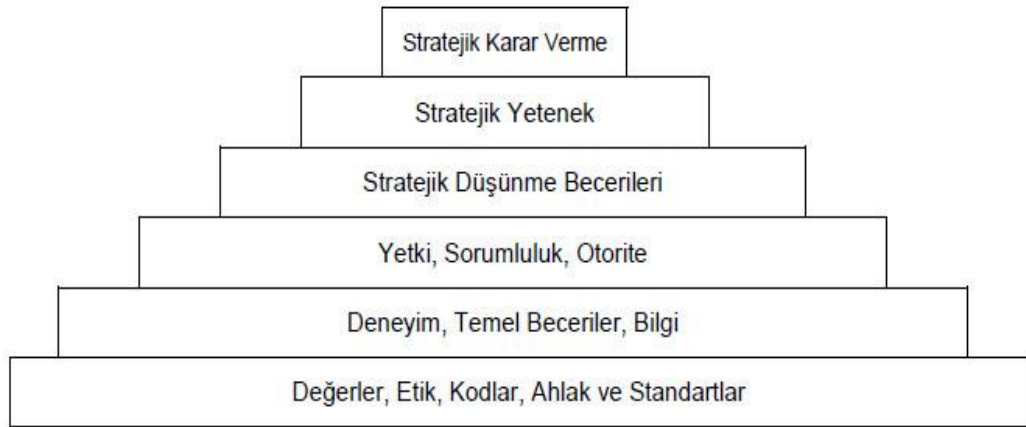 Stratejik Karar Verme
Stratejik Yetenek
Stratejik Düşünme Becerileri
Yetki, Sorumluluk, Otorite
Deneyim, Temel Beceriler, Bilgi
Değerler, Etik, Kodlar, Ahlak ve Standartlar